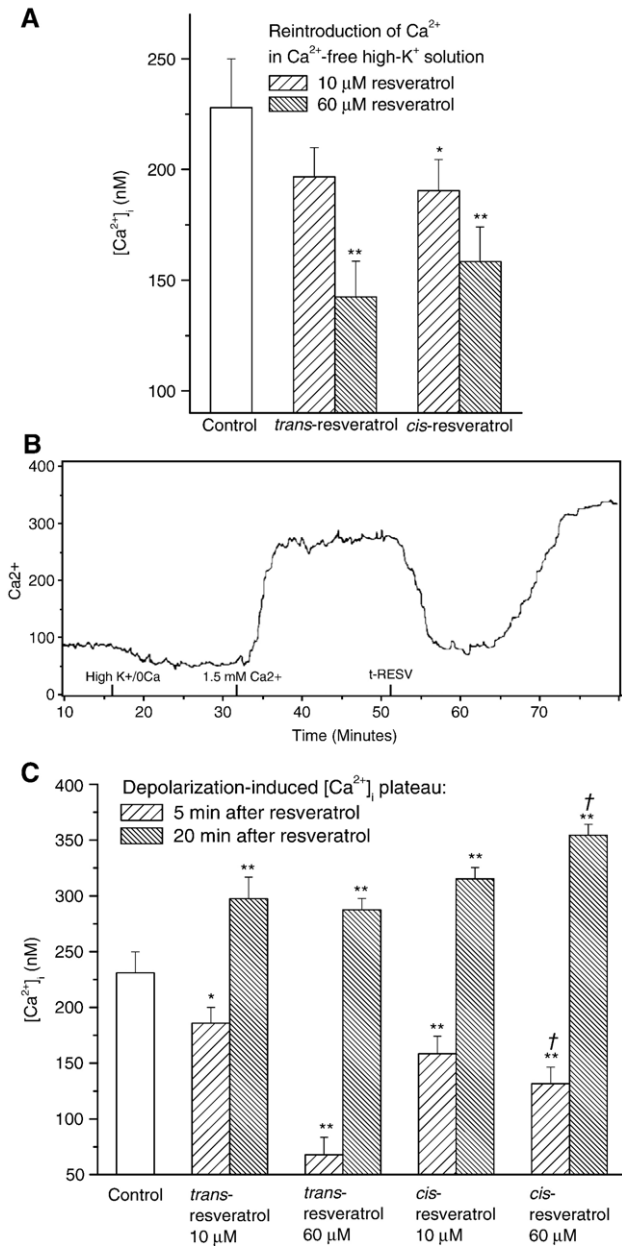 A
Reintroduction of Ca2+
in Ca2+-free high-K+ solution
10 μM resveratrol
60 μM resveratrol
[Ca2+]i (nM)
250
200
150
100
*
**
**
Control
trans-resveratrol
cis-resveratrol
B
Ca2+
400
300
200
100
0
High K+/0Ca
1.5 mM Ca2+
t-RESV
10 20 30 40 50 60 70
Time (Minutes)
C
Depolarization-induced [Ca2+]i plateau:
5 min after resveratrol
20 min after resveratrol
[Ca2+]i (nM)
400
350
300
250
200
150
100
50
*
**
**
**
**
**
†
**
†
**
Control
trans-
resveratrol
10 μM
trans-
resveratrol
60 μM
cis-
resveratrol
10 μM
cis-
resveratrol
60 μM